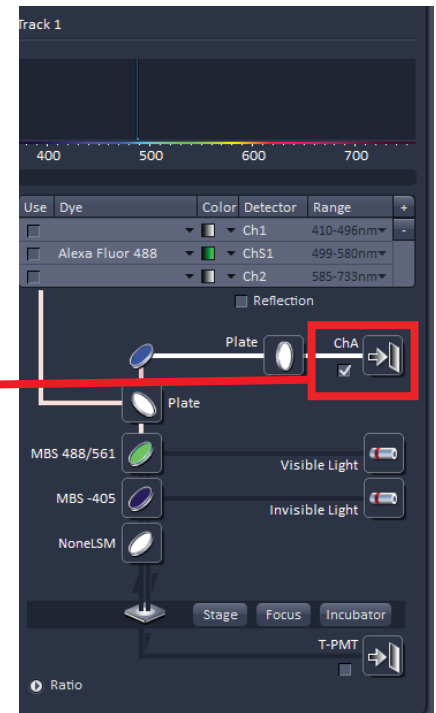 Track 1
400 500 600 700
Use Dye Color Detector Range +
Ch1 410-496nm -
Alexa Fluor 488 ChS1 499-580nm
Ch2 585-733nm
Reflection
Plate ChA
Plate
MBS 488/561
Visible Light
MBS -405
Invisible Light
NoneLSM
Stage Focus Incubator
T-PMT
Ratio